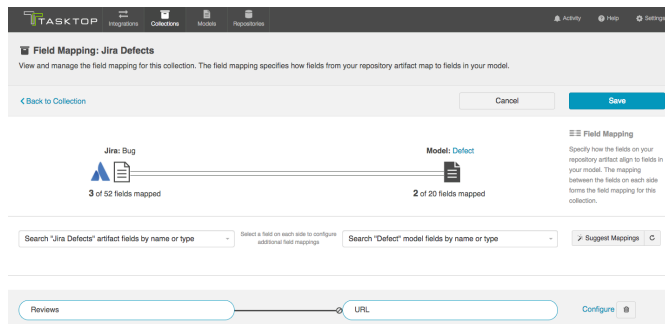 TASKTOP
Integrations
Collections
Models
Repositories
Activity
Help
Settings
Field Mapping: Jira Defects
View and manage the field mapping for this collection. The field mapping specifies how fields from your repository artifact map to fields in your model.
Back to Collection
Cancel
Save
Jira: Bug
Model: Defect
3 of 52 fields mapped
2 of 20 fields mapped
Field Mapping
Specify how the fields on your
repository artifact align to fields in
your model. The mapping
between the fields on each side
forms the field mapping for this
collection.
Search "Jira Defects" artifact fields by name or type
Select a field on each side to configure
additional field mappings
Search "Defect" model fields by name or type
Suggest Mappings
Reviews
URL
Configure